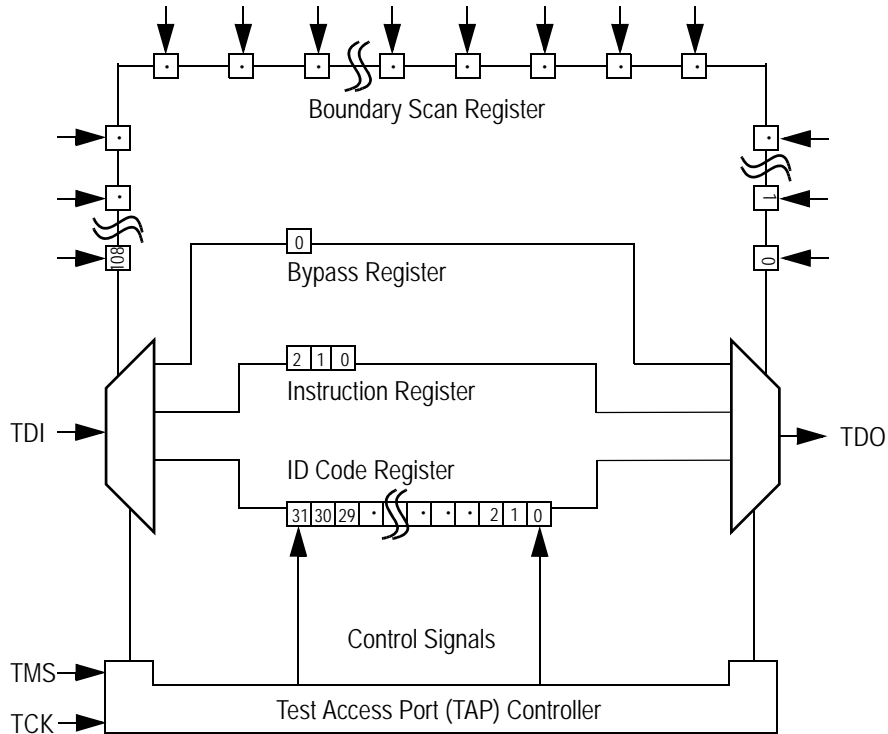 Boundary Scan Register
1
108
0
0
Bypass Register
2 1 0
Instruction Register
TDI
TDO
ID Code Register
31 30 29 · · · · 2 1 0
Control Signals
TMS
Test Access Port (TAP) Controller
TCK